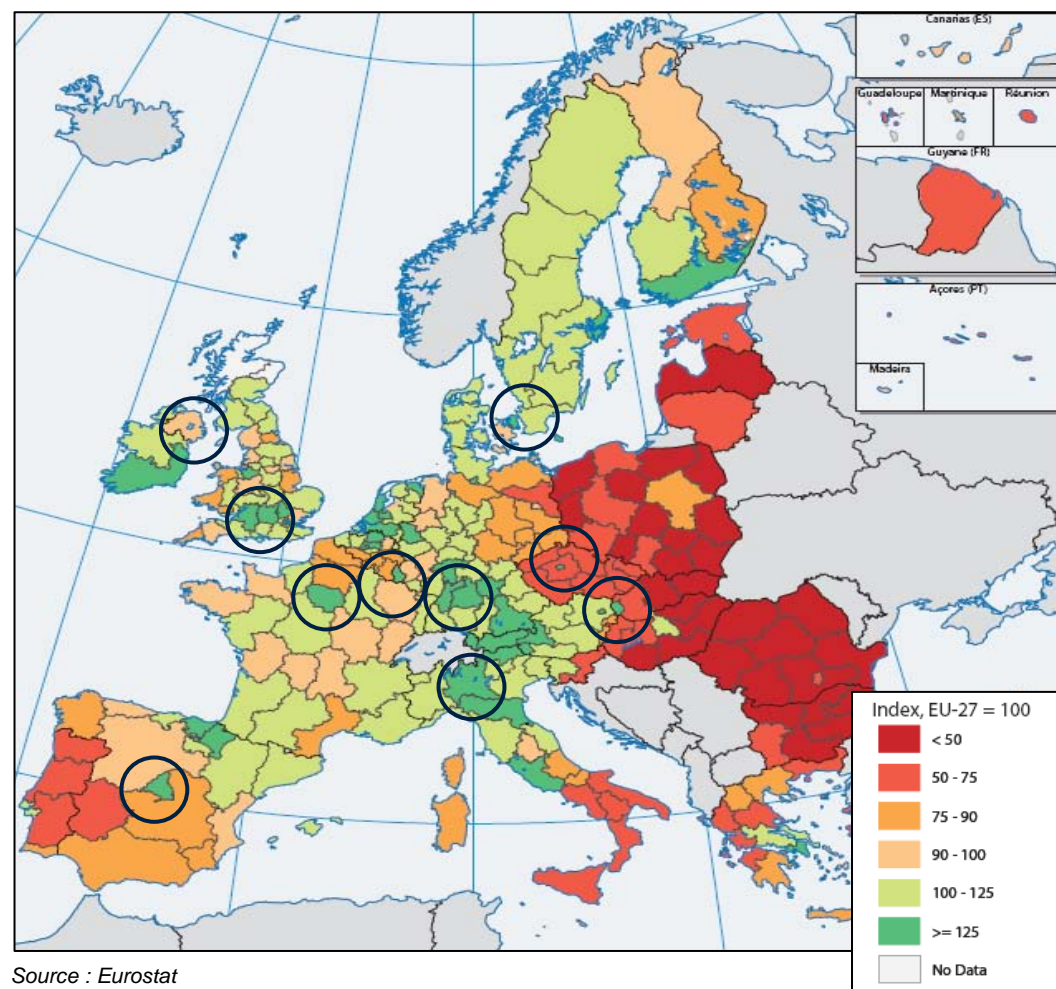 Canarias (ES)
Guadeloupe Martinique Réunion
Guyane (FR)
Açores (PT)
Madeira
Index, EU-27 = 100
< 50
50 - 75
75 - 90
90 - 100
100 - 125
>= 125
No Data
Source : Eurostat